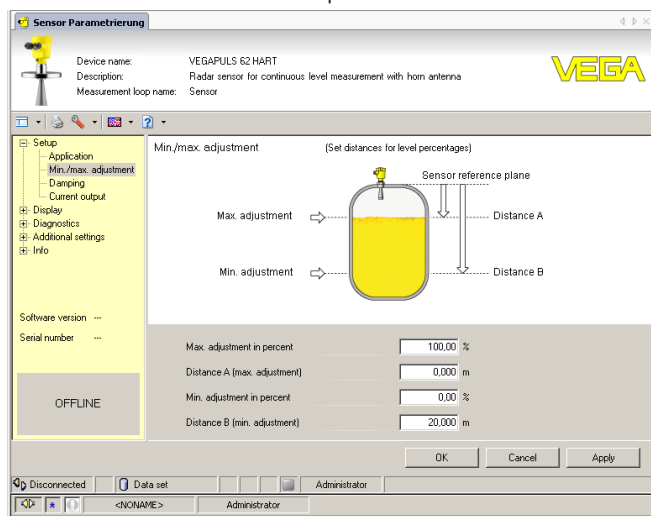 Sensor Parametrierung
Device name: VEGAPULS 62 HART
Description: Radar sensor for continuous level measurement with horn antenna
Measurement loop name: Sensor
VEGA
Setup
Application
Min./max. adjustment
Damping
Current output
Display
Diagnostics
Additional settings
Info
Software version ---
Serial number ---
OFFLINE
Min./max. adjustment (Set distances for level percentages)
Sensor reference plane
Max. adjustment
Distance A
Min. adjustment
Distance B
Max. adjustment in percent 100,00 %
Distance A (max. adjustment) 0,000 m
Min. adjustment in percent 0,00 %
Distance B (min. adjustment) 20,000 m
OK Cancel Apply
Disconnected Data set Administrator
<NONAME> Administrator